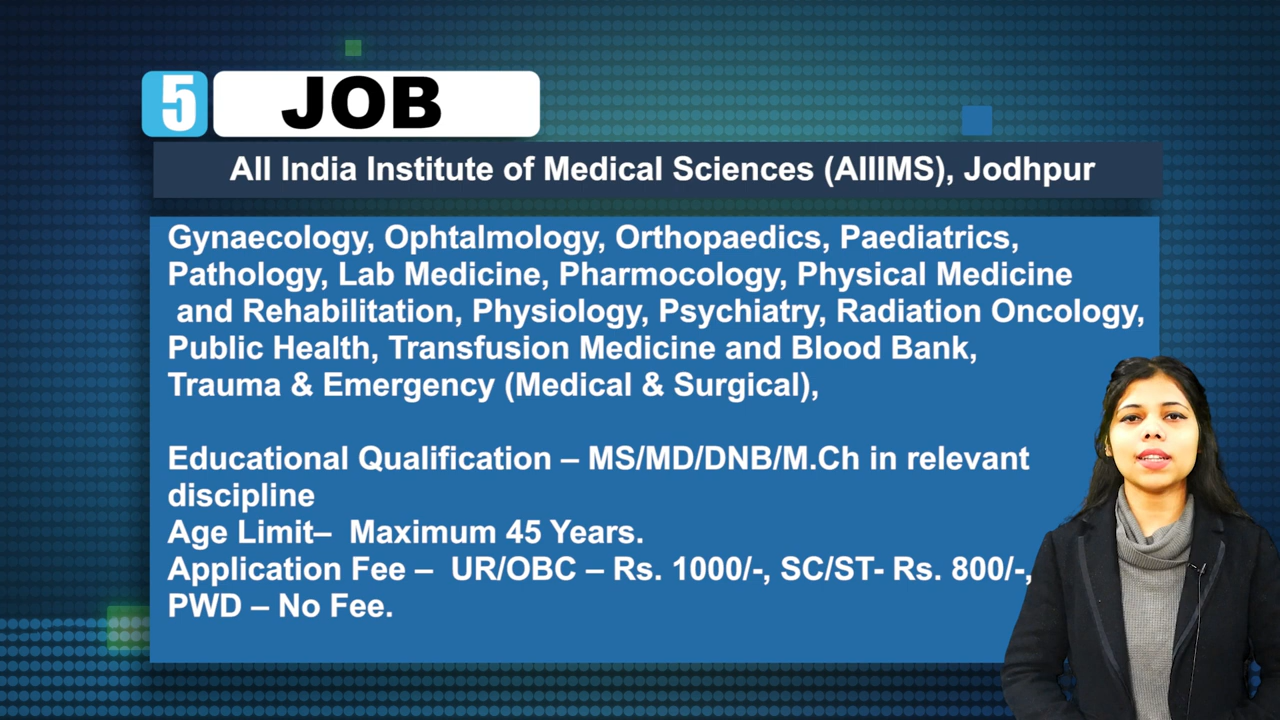 5 JOB
All India Institute of Medical Sciences (AIIIMS), Jodhpur
Gynaecology, Ophtalmology, Orthopaedics, Paediatrics,
Pathology, Lab Medicine, Pharmocology, Physical Medicine
and Rehabilitation, Physiology, Psychiatry, Radiation Oncology,
Public Health, Transfusion Medicine and Blood Bank,
Trauma & Emergency (Medical & Surgical),
Educational Qualification – MS/MD/DNB/M.Ch in relevant
discipline
Age Limit– Maximum 45 Years.
Application Fee – UR/OBC – Rs. 1000/-, SC/ST- Rs. 800/-,
PWD – No Fee.